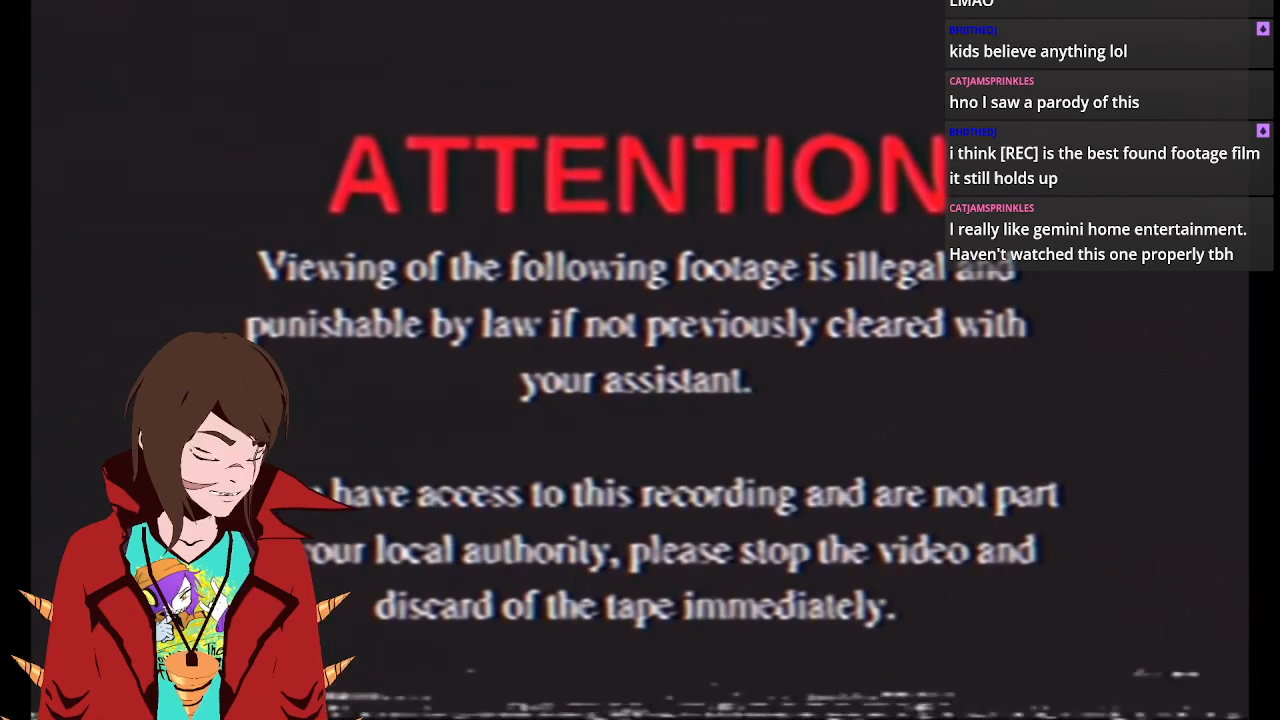 LMAO
BHOTHEDJ
kids believe anything lol
CATJAMSPRINKLES
hno I saw a parody of this
BHOTHEDJ
i think [REC] is the best found footage film
it still holds up
CATJAMSPRINKLES
I really like gemini home entertainment.
Haven't watched this one properly tbh
ATTENTION
Viewing of the following footage is illegal and
punishable by law if not previously cleared with
your assistant.
have access to this recording and are not part
your local authority, please stop the video and
discard of the tape immediately.